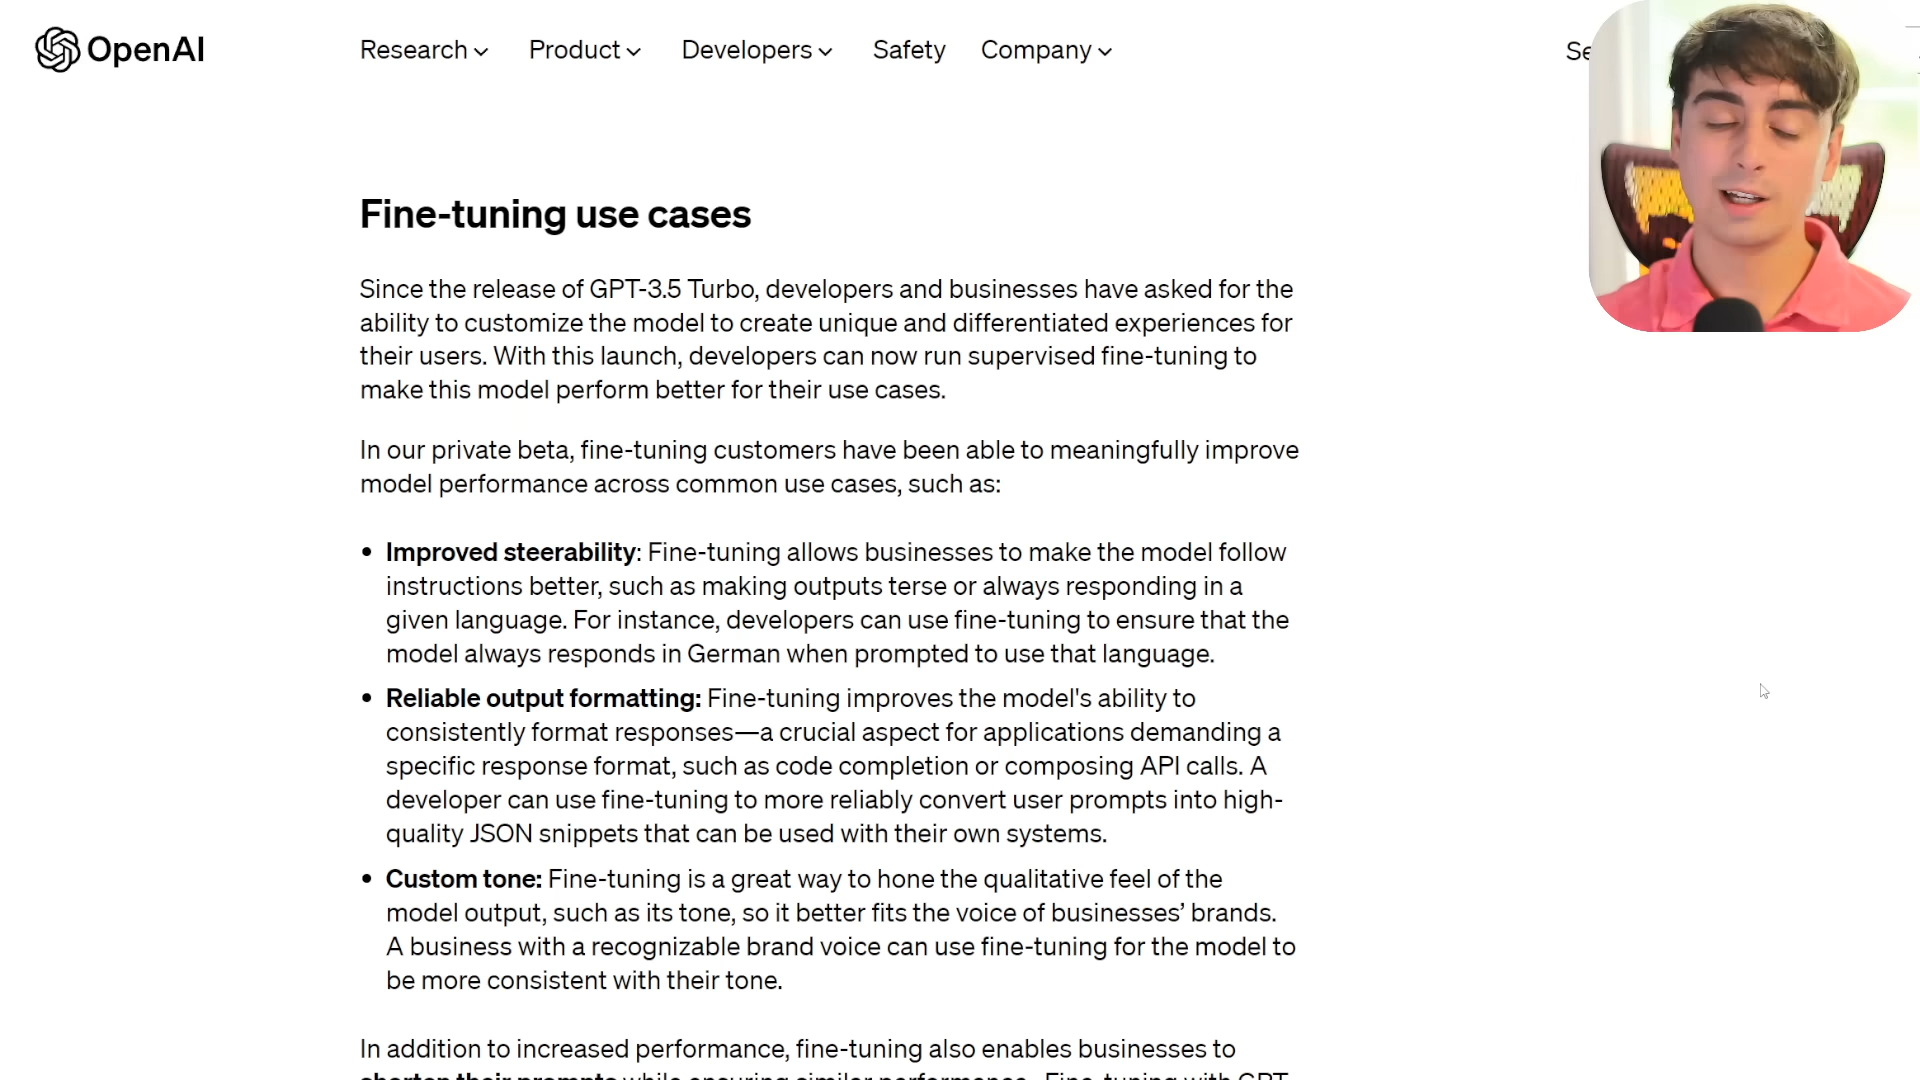 OpenAI
Research Product Developers Safety Company Se
Fine-tuning use cases
Since the release of GPT-3.5 Turbo, developers and businesses have asked for the
ability to customize the model to create unique and differentiated experiences for
their users. With this launch, developers can now run supervised fine-tuning to
make this model perform better for their use cases.
In our private beta, fine-tuning customers have been able to meaningfully improve
model performance across common use cases, such as:
• Improved steerability: Fine-tuning allows businesses to make the model follow
instructions better, such as making outputs terse or always responding in a
given language. For instance, developers can use fine-tuning to ensure that the
model always responds in German when prompted to use that language.
• Reliable output formatting: Fine-tuning improves the model's ability to
consistently format responses—a crucial aspect for applications demanding a
specific response format, such as code completion or composing API calls. A
developer can use fine-tuning to more reliably convert user prompts into high-
quality JSON snippets that can be used with their own systems.
• Custom tone: Fine-tuning is a great way to hone the qualitative feel of the
model output, such as its tone, so it better fits the voice of businesses’ brands.
A business with a recognizable brand voice can use fine-tuning for the model to
be more consistent with their tone.
In addition to increased performance, fine-tuning also enables businesses to
shorten their prompts while ensuring similar performance. Fine-tuning with GPT-